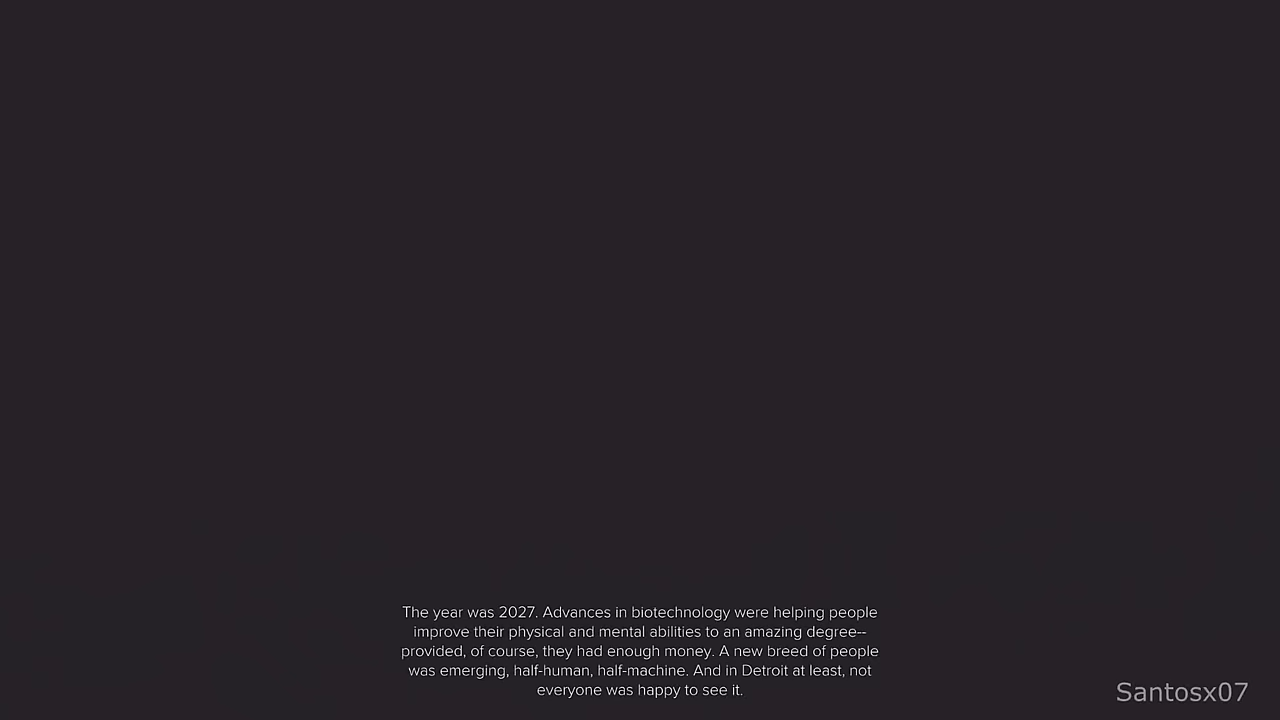 The year was 2027. Advances in biotechnology were helping people
improve their physical and mental abilities to an amazing degree--
provided, of course, they had enough money. A new breed of people
was emerging, half-human, half-machine. And in Detroit at least, not
everyone was happy to see it.
Santosx07